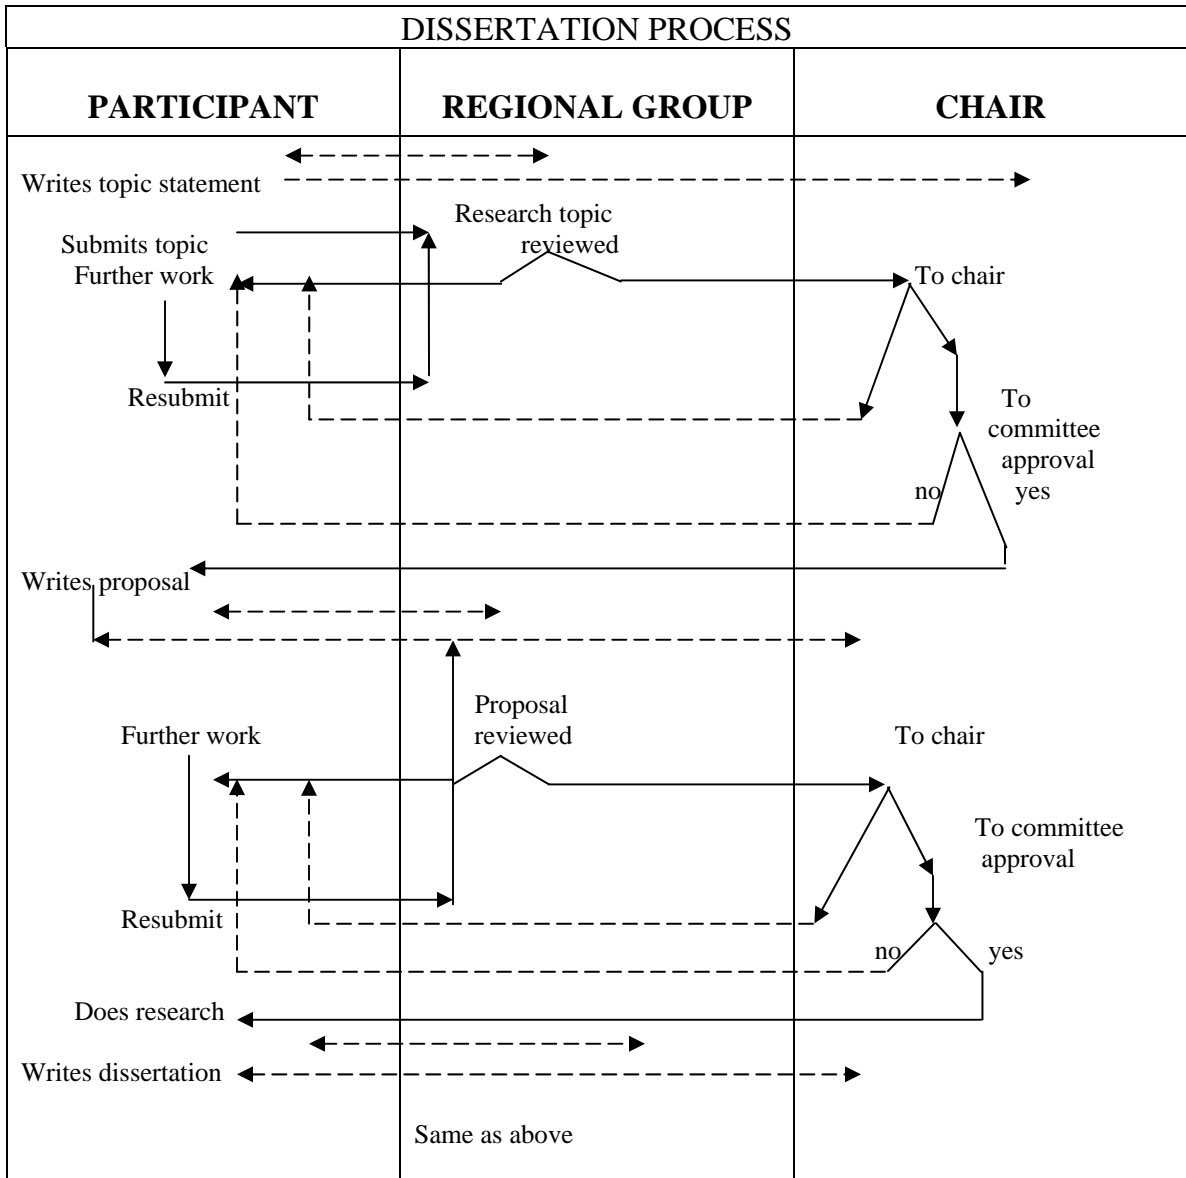 DISSERTATION PROCESS
PARTICIPANT
REGIONAL GROUP
CHAIR
Writes topic statement
Research topic
reviewed
Submits topic
Further work
To chair
Resubmit
To
committee
approval
no
yes
Writes proposal
Proposal
reviewed
Further work
To chair
To committee
approval
Resubmit
no
yes
Does research
Writes dissertation
Same as above